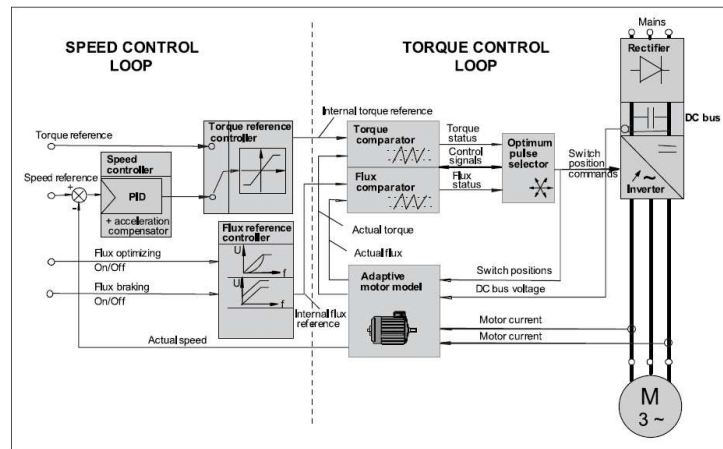 SPEED CONTROL
LOOP
TORQUE CONTROL
LOOP
Mains
Rectifier
DC bus
Inverter
Internal torque reference
Torque reference
Torque reference
controller
Speed controller
Speed reference
+
-
PID
+ acceleration
compensator
Torque
comparator
Flux
comparator
Torque
status
Control
signals
Flux
status
Optimum
pulse
selector
Switch
position
commands
~
Flux reference
controller
U
f
U
f
Flux optimizing
On/Off
Flux braking
On/Off
Actual torque
Actual flux
Internal flux
reference
Adaptive
motor model
Switch positions
DC bus voltage
Motor current
Motor current
Actual speed
M
3 ~